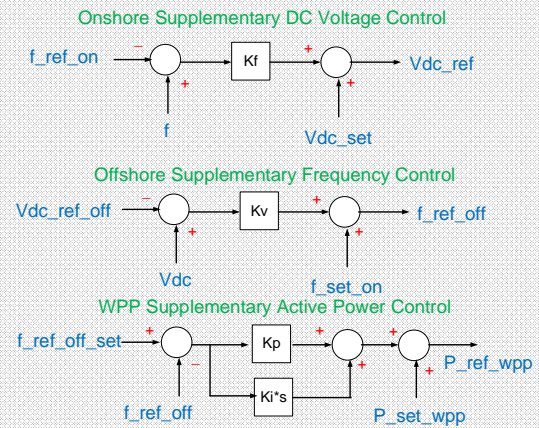 Onshore Supplementary DC Voltage Control
f_ref_on
−
+
Kf
+
+
Vdc_ref
f
Vdc_set
Offshore Supplementary Frequency Control
Vdc_ref_off
−
+
Kv
+
+
f_ref_off
Vdc
f_set_on
WPP Supplementary Active Power Control
f_ref_off_set
+
−
Kp
+
+
+
+
P_ref_wpp
Ki*s
f_ref_off
P_set_wpp